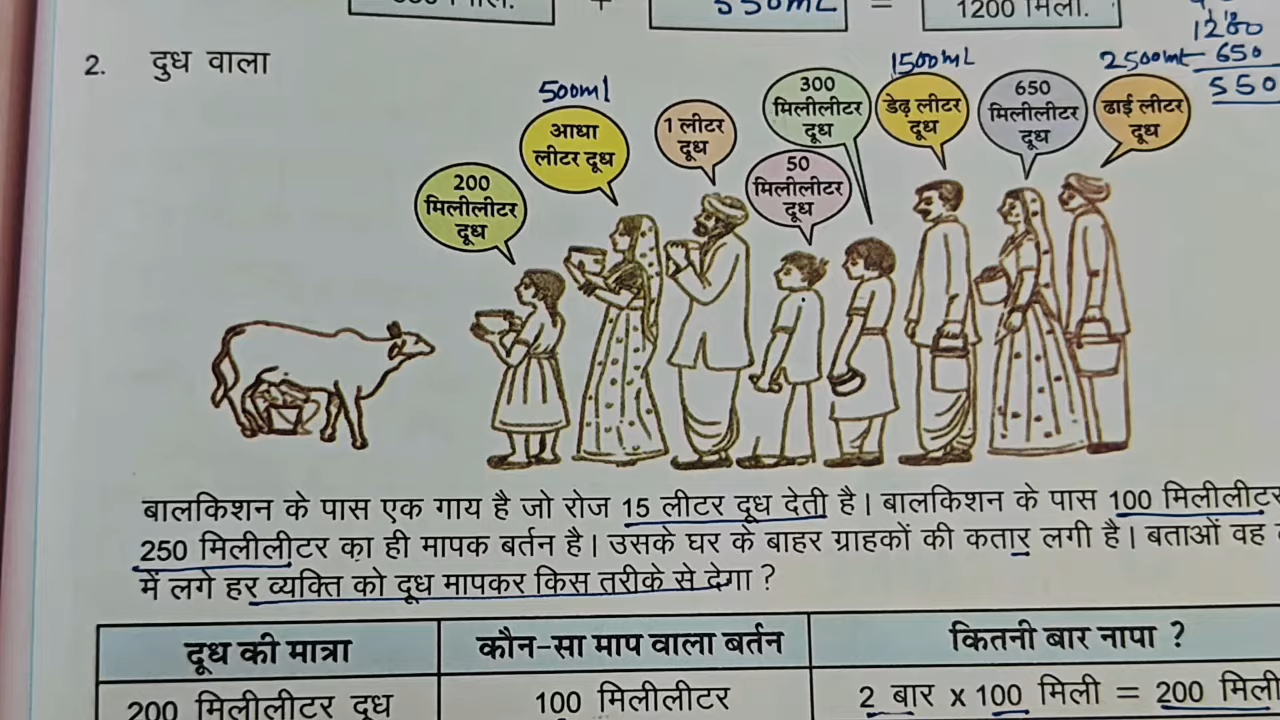 550ml
1200 मिली.
+
=
1200
650
550
2. दुध वाला
200
मिलीलीटर
दूध
500ml
आधा
लीटर दूध
1 लीटर
दूध
300
मिलीलीटर
दूध
50
मिलीलीटर
दूध
1500mL
डेढ़ लीटर
दूध
650
मिलीलीटर
दूध
2500ml
ढाई लीटर
दूध
बालकिशन के पास एक गाय है जो रोज 15 लीटर दूध देती है। बालकिशन के पास 100 मिलीलीटर
250 मिलीलीटर का ही मापक बर्तन है। उसके घर के बाहर ग्राहकों की कतार लगी है। बताओं वह
में लगे हर व्यक्ति को दूध मापकर किस तरीके से देगा ?
दूध की मात्रा
कौन-सा माप वाला बर्तन
कितनी बार नापा ?
200 मिलीलीटर दूध
100 मिलीलीटर
2 बार x 100 मिली = 200 मिली